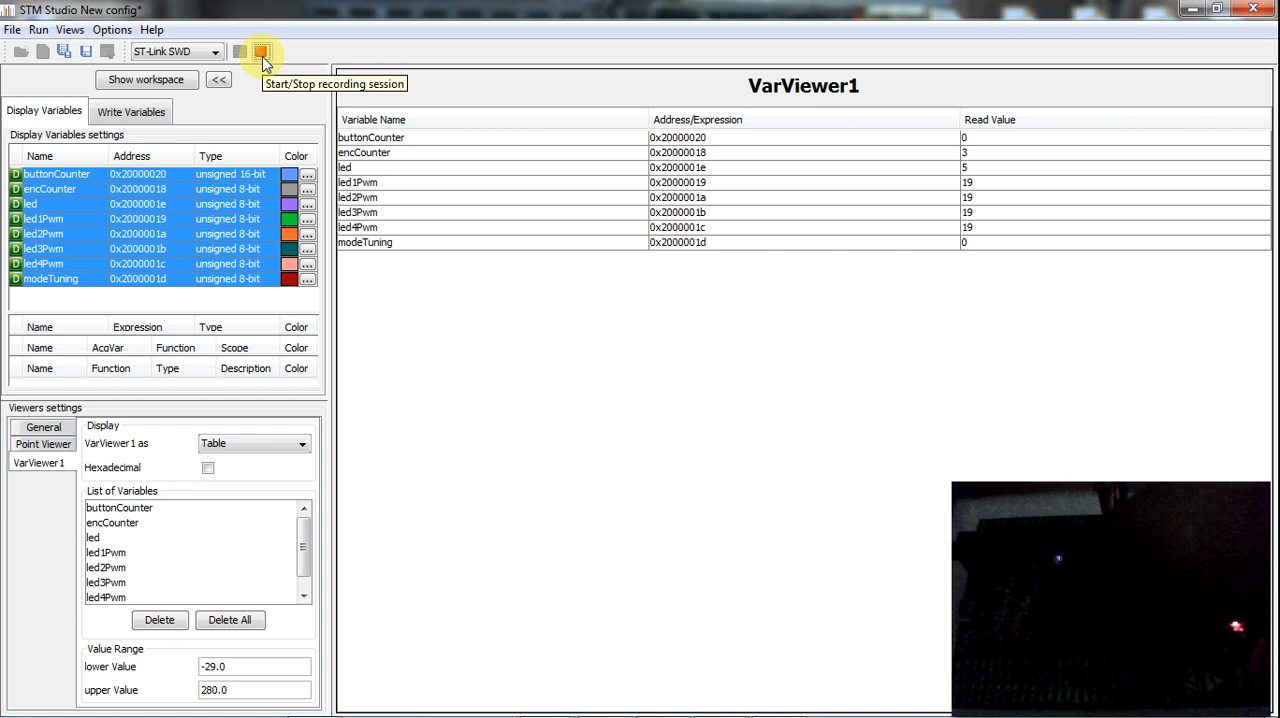 STM Studio New config*
File Run Views Options Help
ST-Link SWD
Start/Stop recording session
Show workspace <<
Display Variables Write Variables
Display Variables settings
Name Address Type Color
D buttonCounter 0x20000020 unsigned 16-bit ...
D encCounter 0x20000018 unsigned 8-bit ...
D led 0x2000001e unsigned 8-bit ...
D led1Pwm 0x20000019 unsigned 8-bit ...
D led2Pwm 0x2000001a unsigned 8-bit ...
D led3Pwm 0x2000001b unsigned 8-bit ...
D led4Pwm 0x2000001c unsigned 8-bit ...
D modeTuning 0x2000001d unsigned 8-bit ...
Name Expression Type Color
Name AcqVar Function Scope Color
Name Function Type Description Color
Viewers settings
General
Point Viewer
VarViewer1
Display
VarViewer1 as Table
Hexadecimal
List of Variables
buttonCounter
encCounter
led
led1Pwm
led2Pwm
led3Pwm
led4Pwm
Delete Delete All
Value Range
lower Value -29.0
upper Value 280.0
VarViewer1
Variable Name Address/Expression Read Value
buttonCounter 0x20000020 0
encCounter 0x20000018 3
led 0x2000001e 5
led1Pwm 0x20000019 19
led2Pwm 0x2000001a 19
led3Pwm 0x2000001b 19
led4Pwm 0x2000001c 19
modeTuning 0x2000001d 0